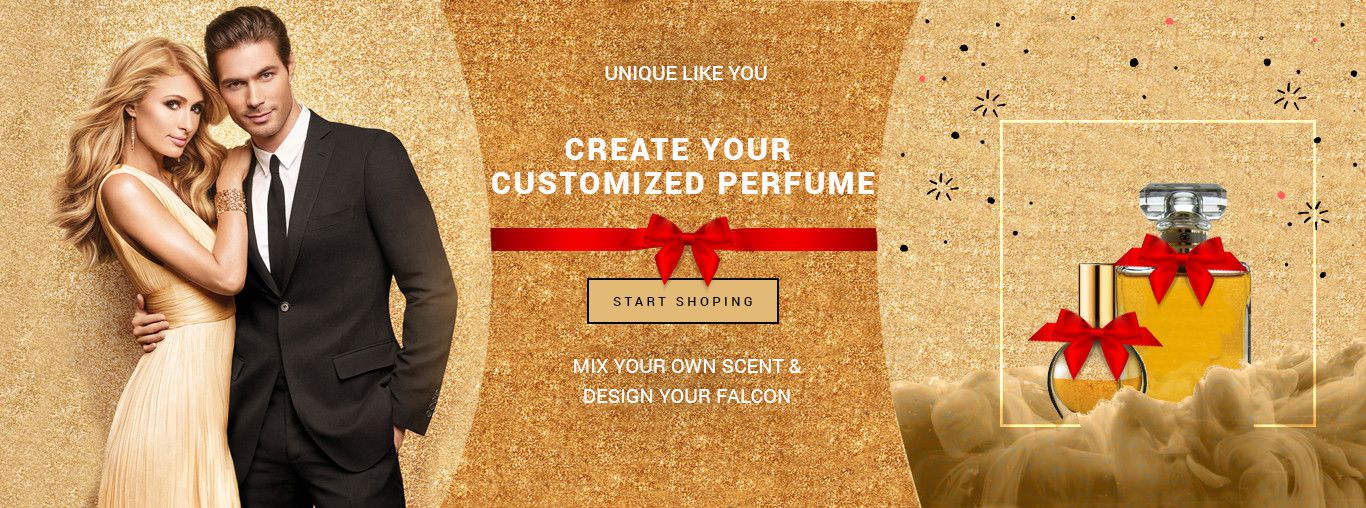 UNIQUE LIKE YOU
CREATE YOUR
CUSTOMIZED PERFUME
START SHOPING
MIX YOUR OWN SCENT &
DESIGN YOUR FALCON